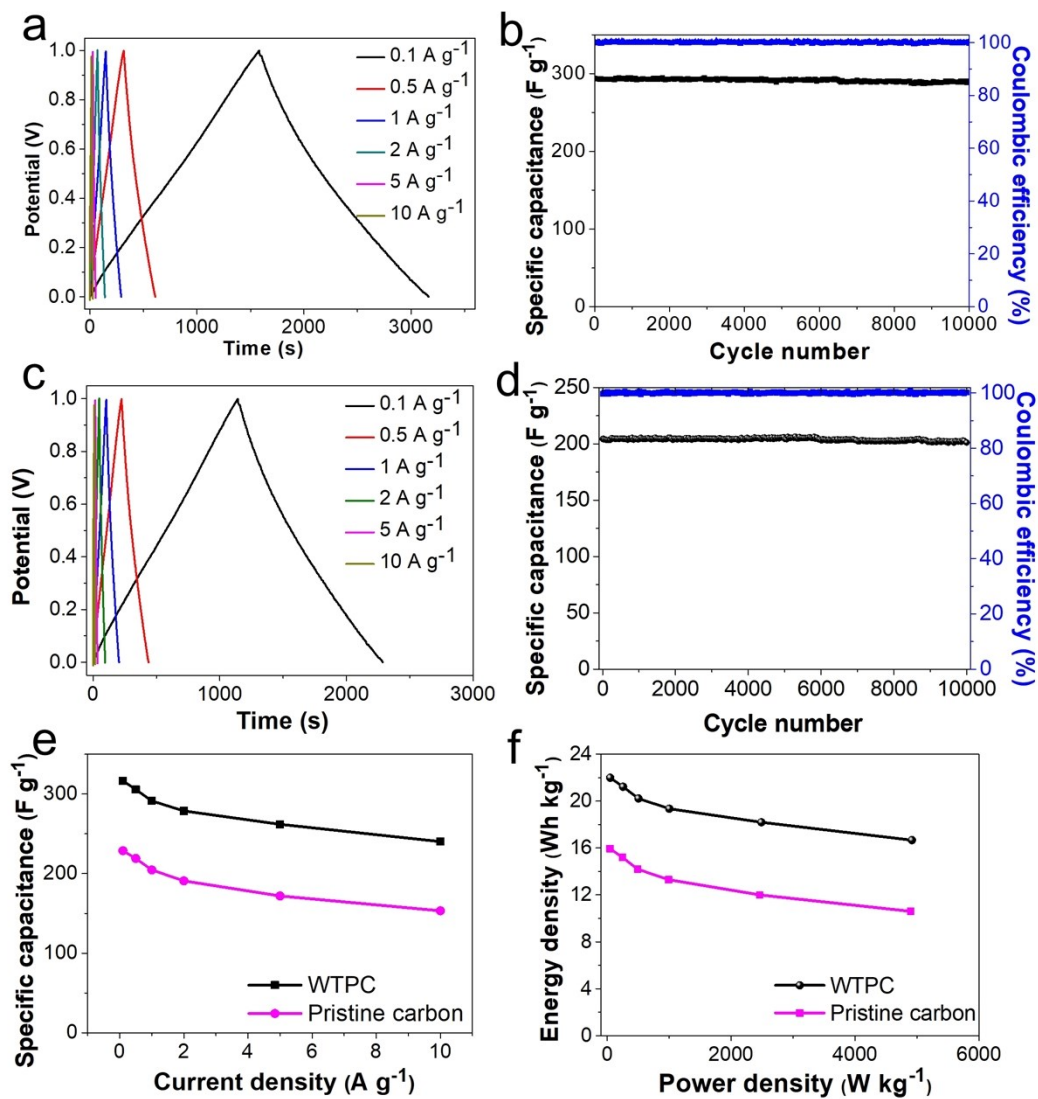 a
1.0
0.8
0.6
0.4
0.2
0.0
Potential (V)
0.1 A g-1
0.5 A g-1
1 A g-1
2 A g-1
5 A g-1
10 A g-1
0 1000 2000 3000
Time (s)
b
300
200
100
0
Specific capacitance (F g-1)
100
80
60
40
20
0
Coulombic efficiency (%)
0 2000 4000 6000 8000 10000
Cycle number
c
1.0
0.8
0.6
0.4
0.2
0.0
Potential (V)
0.1 A g-1
0.5 A g-1
1 A g-1
2 A g-1
5 A g-1
10 A g-1
0 1000 2000 3000
Time (s)
d
250
200
150
100
50
0
Specific capacitance (F g-1)
100
80
60
40
20
0
Coulombic efficiency (%)
0 2000 4000 6000 8000 10000
Cycle number
e
300
200
100
0
Specific capacitance (F g-1)
WTPC
Pristine carbon
0 2 4 6 8 10
Current density (A g-1)
f
24
20
16
12
8
4
0
Energy density (Wh kg-1)
WTPC
Pristine carbon
0 2000 4000 6000
Power density (W kg-1)